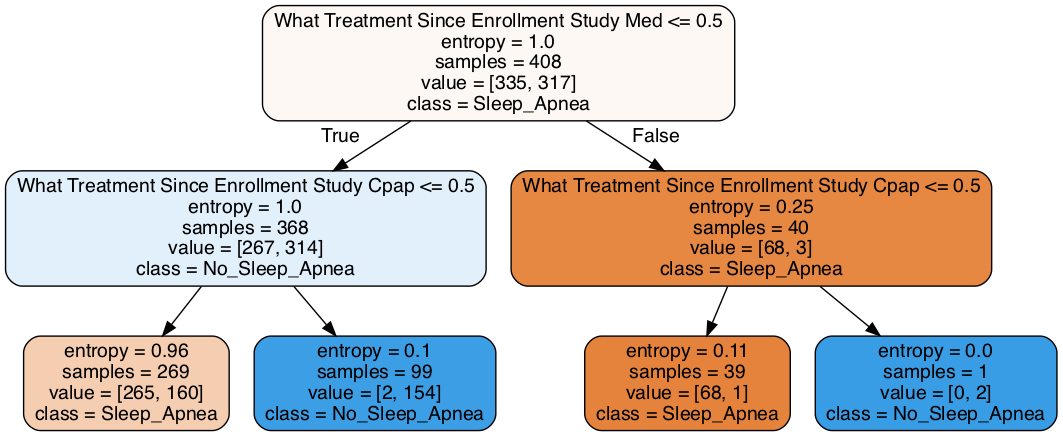 What Treatment Since Enrollment Study Med <= 0.5
entropy = 1.0
samples = 408
value = [335, 317]
class = Sleep_Apnea
True
False
What Treatment Since Enrollment Study Cpap <= 0.5
entropy = 1.0
samples = 368
value = [267, 314]
class = No_Sleep_Apnea
What Treatment Since Enrollment Study Cpap <= 0.5
entropy = 0.25
samples = 40
value = [68, 3]
class = Sleep_Apnea
entropy = 0.96
samples = 269
value = [265, 160]
class = Sleep_Apnea
entropy = 0.1
samples = 99
value = [2, 154]
class = No_Sleep_Apnea
entropy = 0.11
samples = 39
value = [68, 1]
class = Sleep_Apnea
entropy = 0.0
samples = 1
value = [0, 2]
class = No_Sleep_Apnea